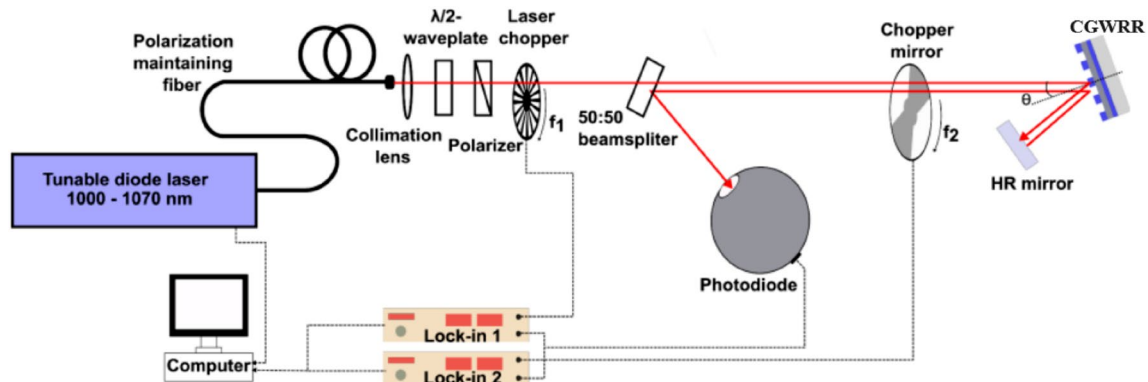 Polarization
maintaining
fiber
λ/2-
waveplate
Laser
chopper
Chopper
mirror
CGWRR
Collimation
lens
Polarizer
f1
50:50
beamspliter
f2
θ
HR mirror
Tunable diode laser
1000 - 1070 nm
Photodiode
Computer
Lock-in 1
Lock-in 2